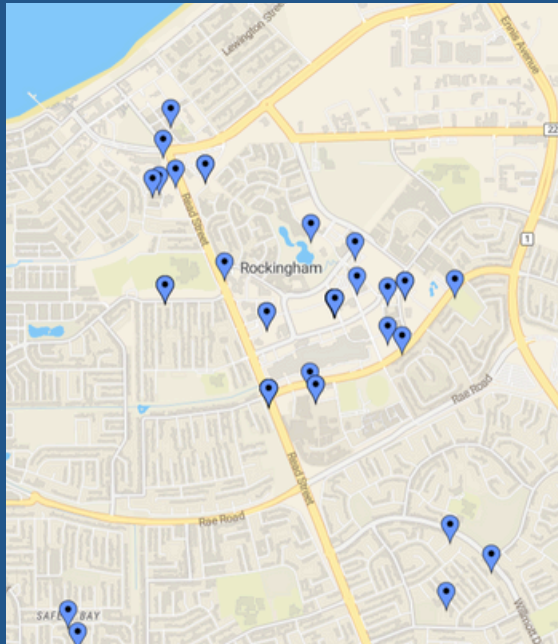 Lewington Street
Ennis Avenue
22
1
Read Street
Rockingham
Rae Road
Read Street
Rae Road
SAFETY BAY